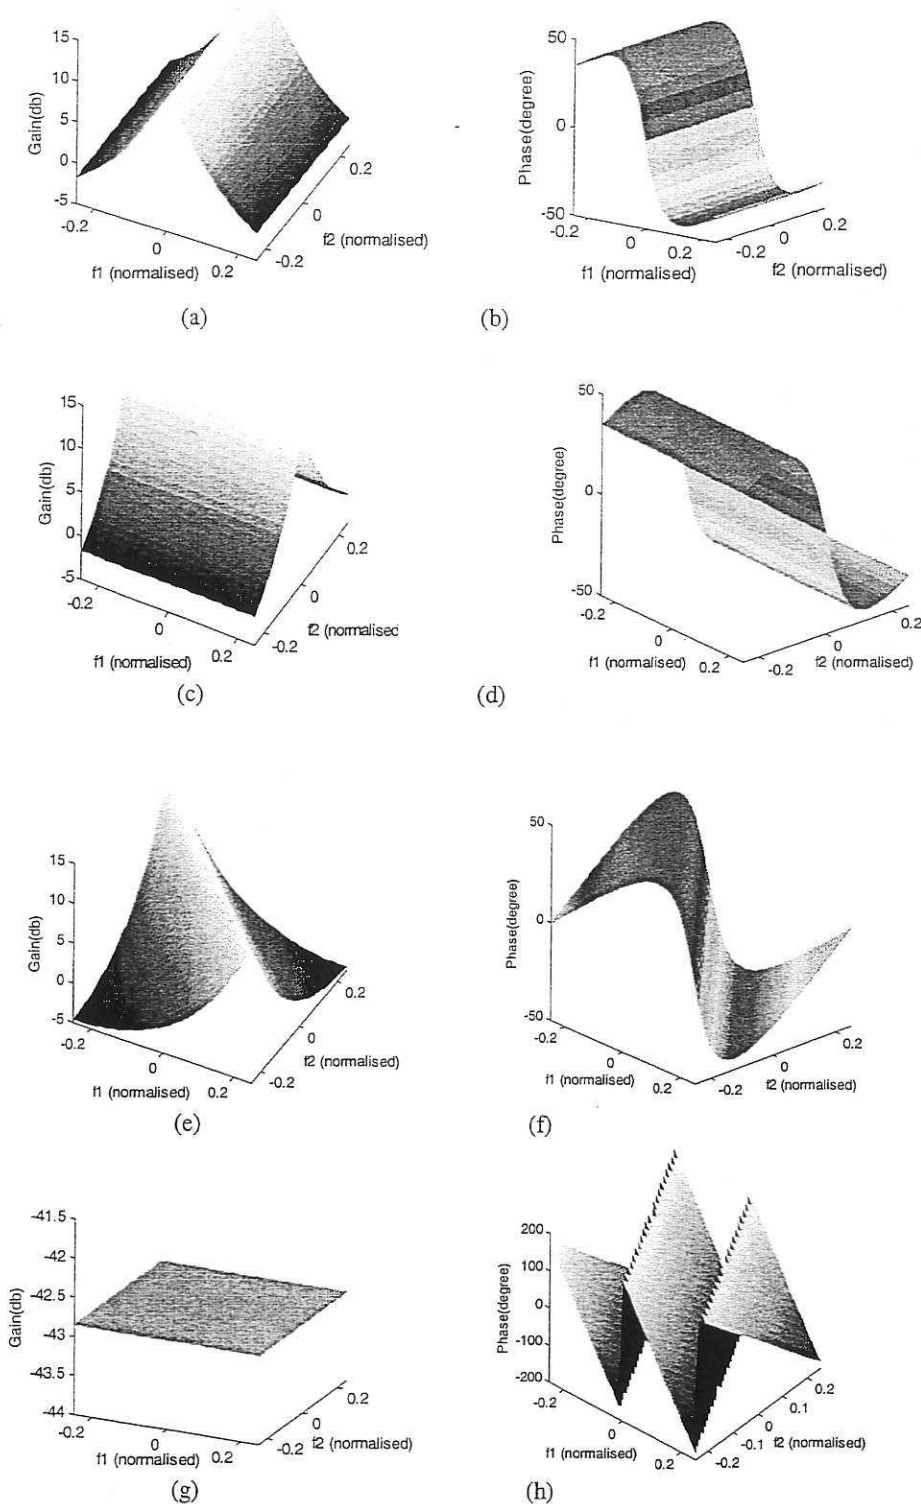 15
10
5
0
-5
Gain(db)
-0.2
0
0.2
f1 (normalised)
-0.2
0
0.2
f2 (normalised)
(a)
50
0
-50
Phase(degree)
-0.2
0
0.2
f1 (normalised)
-0.2
0
0.2
f2 (normalised)
(b)
15
10
5
0
-5
Gain(db)
-0.2
0
0.2
f1 (normalised)
-0.2
0
0.2
f2 (normalised
(c)
50
0
-50
Phase(degree)
-0.2
0
0.2
f1 (normalised)
-0.2
0
0.2
f2 (normalised)
(d)
15
10
5
0
-5
Gain(db)
-0.2
0
0.2
f1 (normalised)
-0.2
0
0.2
f2 (normalised)
(e)
50
0
-50
Phase(degree)
-0.2
0
0.2
f1 (normalised)
-0.2
0
0.2
f2 (normalised)
(f)
-41.5
-42
-42.5
-43
-43.5
-44
Gain(db)
-0.2
0
0.2
f1 (normalised)
-0.2
0
0.2
f2 (normalised)
(g)
200
100
0
-100
-200
Phase(degree)
-0.2
0
0.2
f1 (normalised)
-0.2
-0.1
0
0.1
0.2
f2 (normalised)
(h)